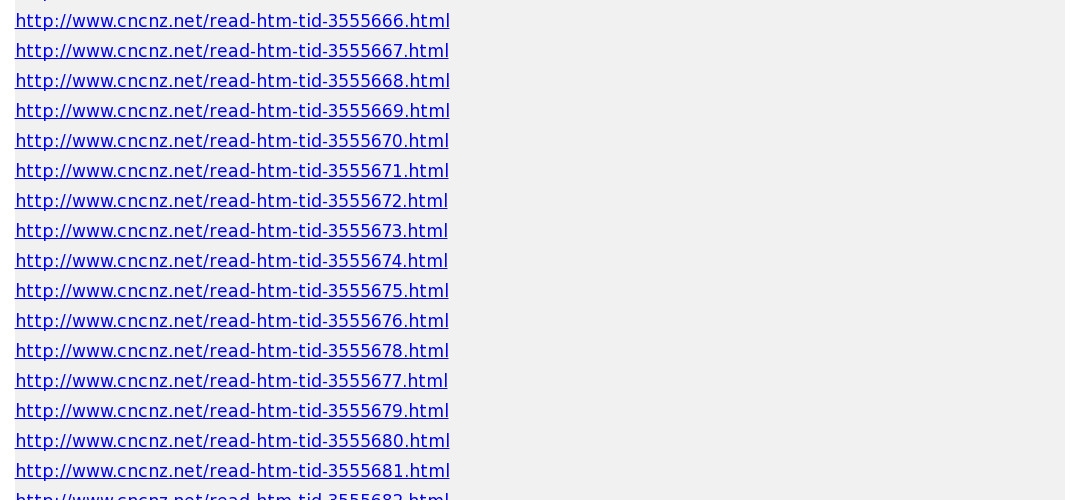 http://www.cncnz.net/read-htm-tid-3555666.html
http://www.cncnz.net/read-htm-tid-3555667.html
http://www.cncnz.net/read-htm-tid-3555668.html
http://www.cncnz.net/read-htm-tid-3555669.html
http://www.cncnz.net/read-htm-tid-3555670.html
http://www.cncnz.net/read-htm-tid-3555671.html
http://www.cncnz.net/read-htm-tid-3555672.html
http://www.cncnz.net/read-htm-tid-3555673.html
http://www.cncnz.net/read-htm-tid-3555674.html
http://www.cncnz.net/read-htm-tid-3555675.html
http://www.cncnz.net/read-htm-tid-3555676.html
http://www.cncnz.net/read-htm-tid-3555678.html
http://www.cncnz.net/read-htm-tid-3555677.html
http://www.cncnz.net/read-htm-tid-3555679.html
http://www.cncnz.net/read-htm-tid-3555680.html
http://www.cncnz.net/read-htm-tid-3555681.html
http://www.cncnz.net/read-htm-tid-3555682.html